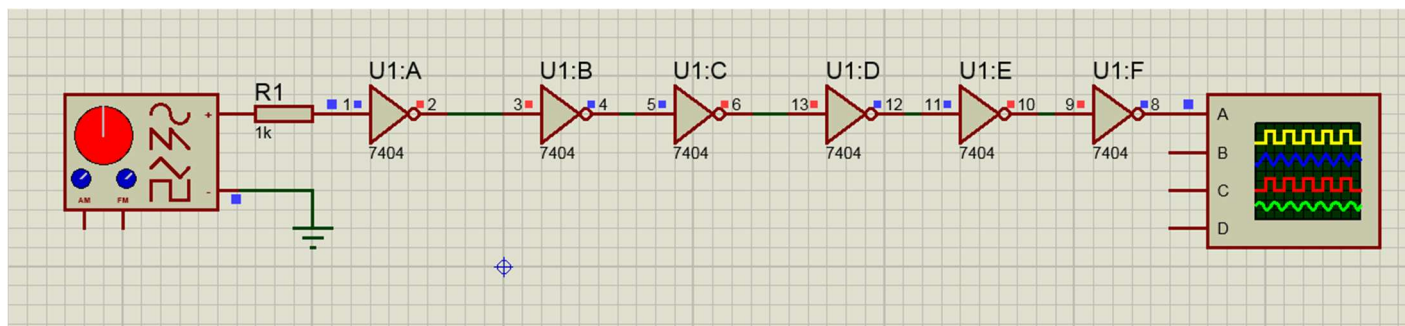 U1:A U1:B U1:C U1:D U1:E U1:F
R1
1 2 3 4 5 6 13 12 11 10 9 8
+ A
1k
7404 7404 7404 7404 7404 7404
B
- C
AM FM
D